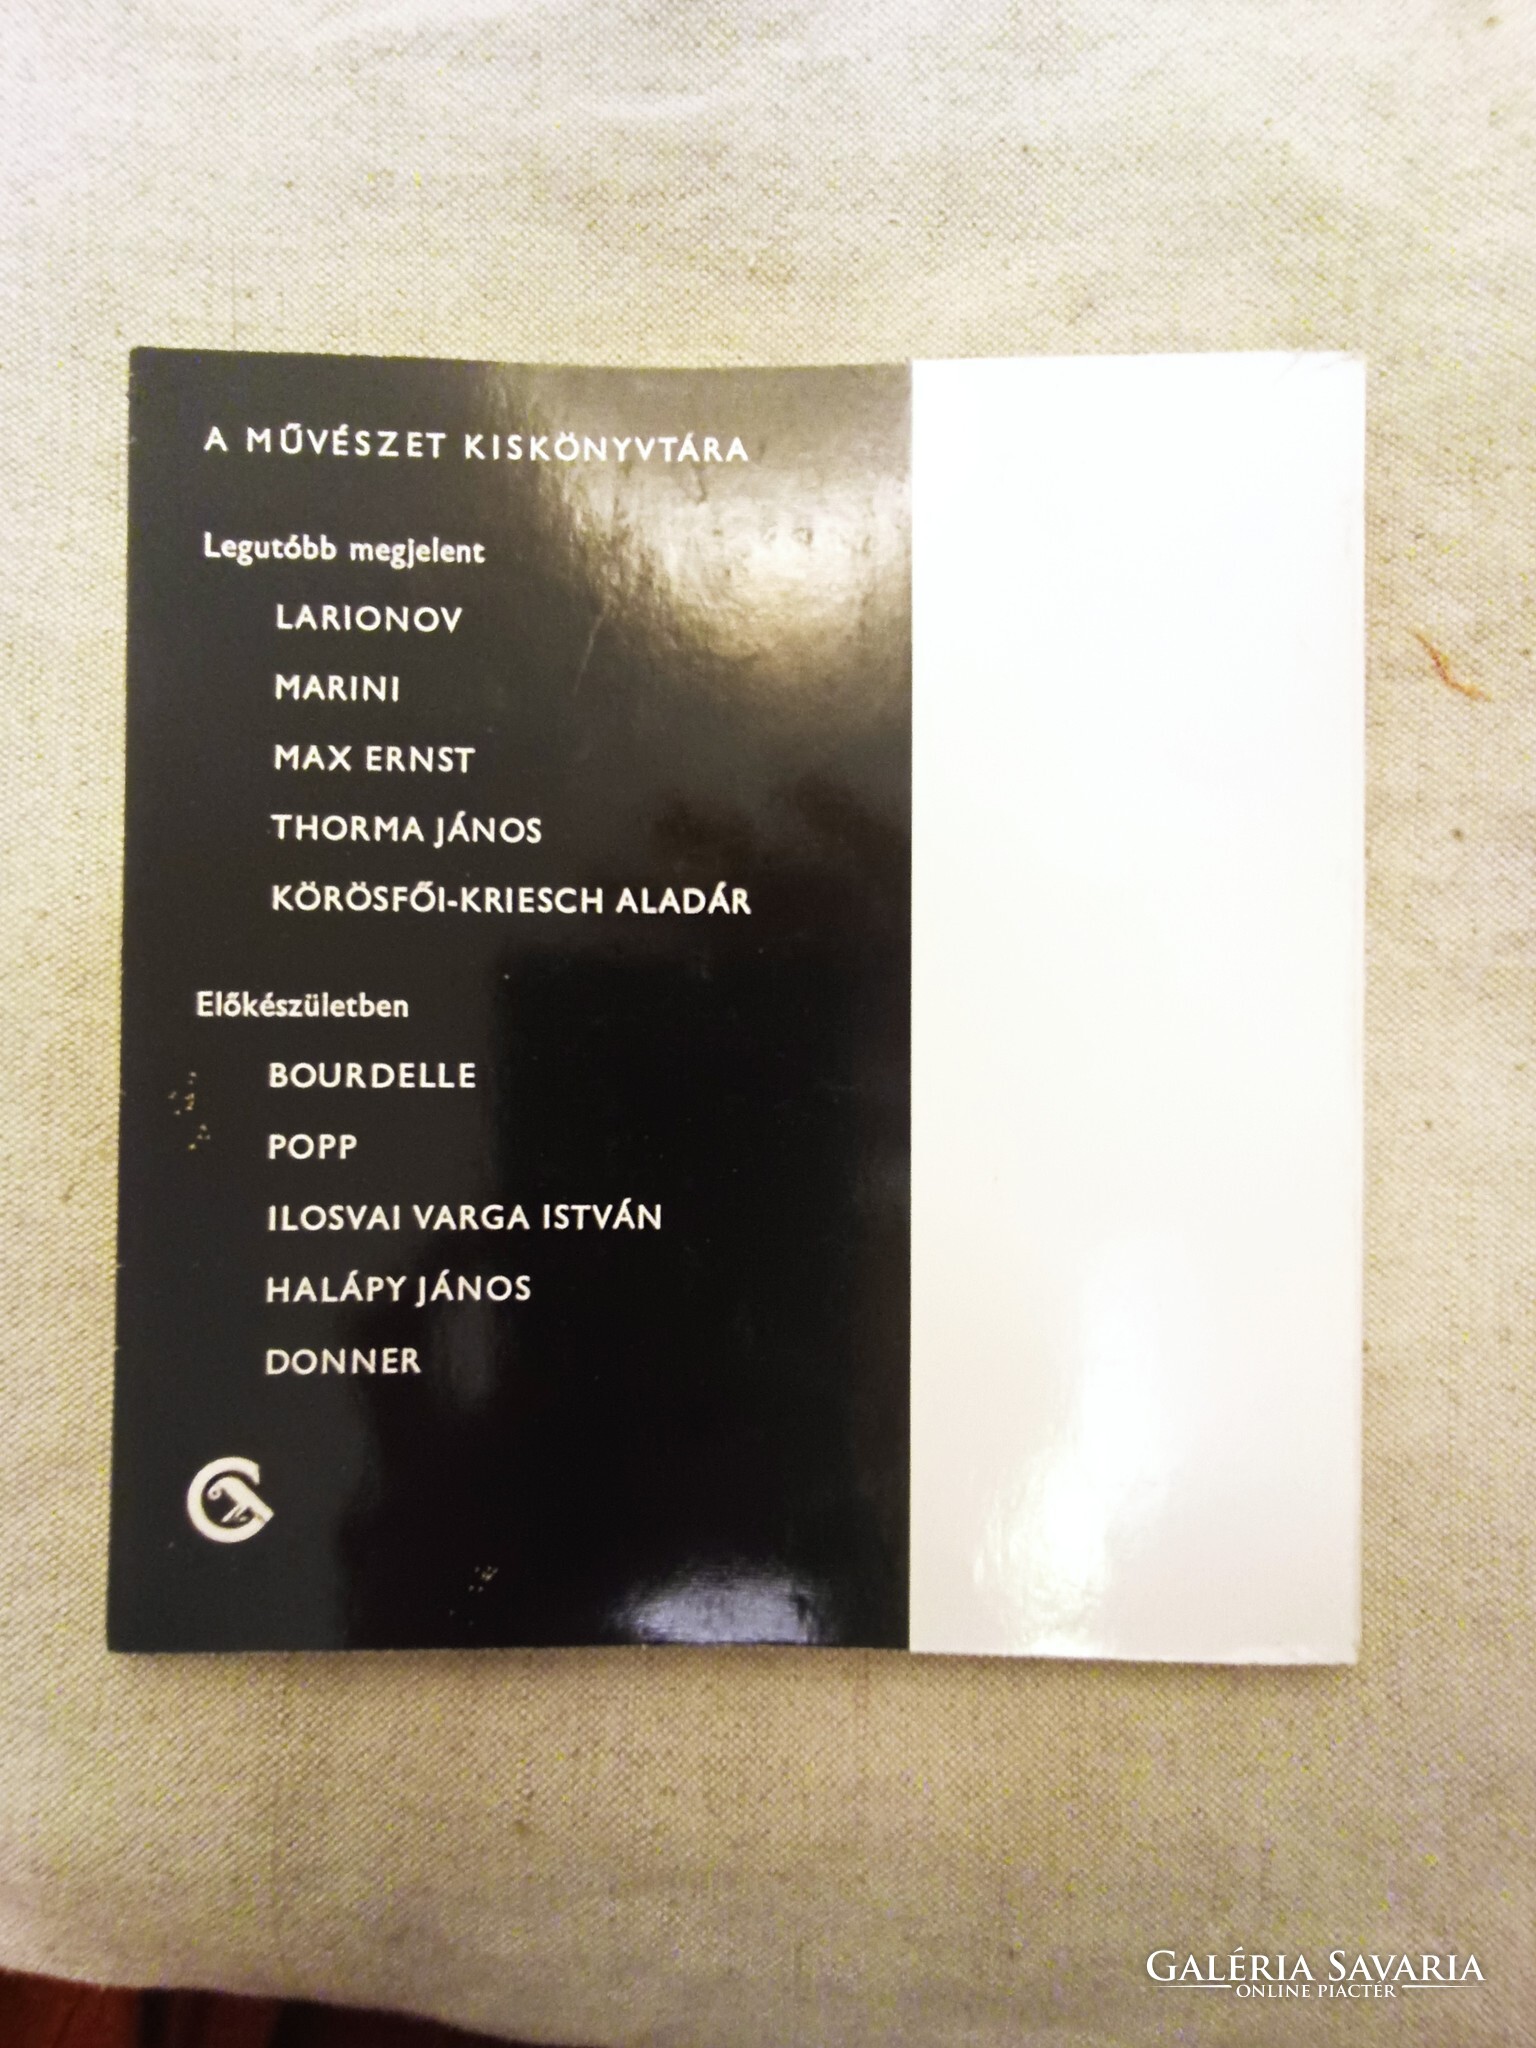 A MŰVÉSZET KISKÖNYVTÁRA
Legutóbb megjelent
LARIONOV
MARINI
MAX ERNST
THORMA JÁNOS
KÖRÖSFŐI-KRIESCH ALADÁR
Előkészületben
BOURDELLE
POPP
ILOSVAI VARGA ISTVÁN
HALÁPY JÁNOS
DONNER
GALÉRIA SAVARIA
ONLINE PIACTÉR